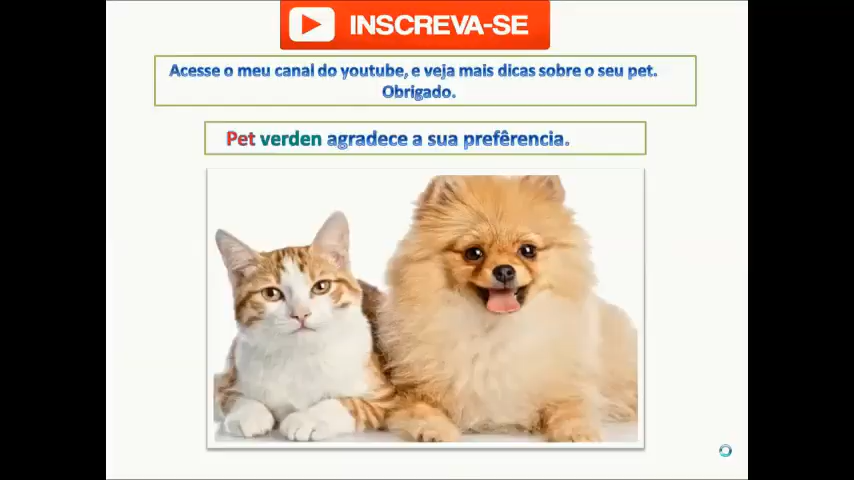 INSCREVA-SE
Acesse o meu canal do youtube, e veja mais dicas sobre o seu pet.
Obrigado.
Pet verden agradece a sua prefêrencia.